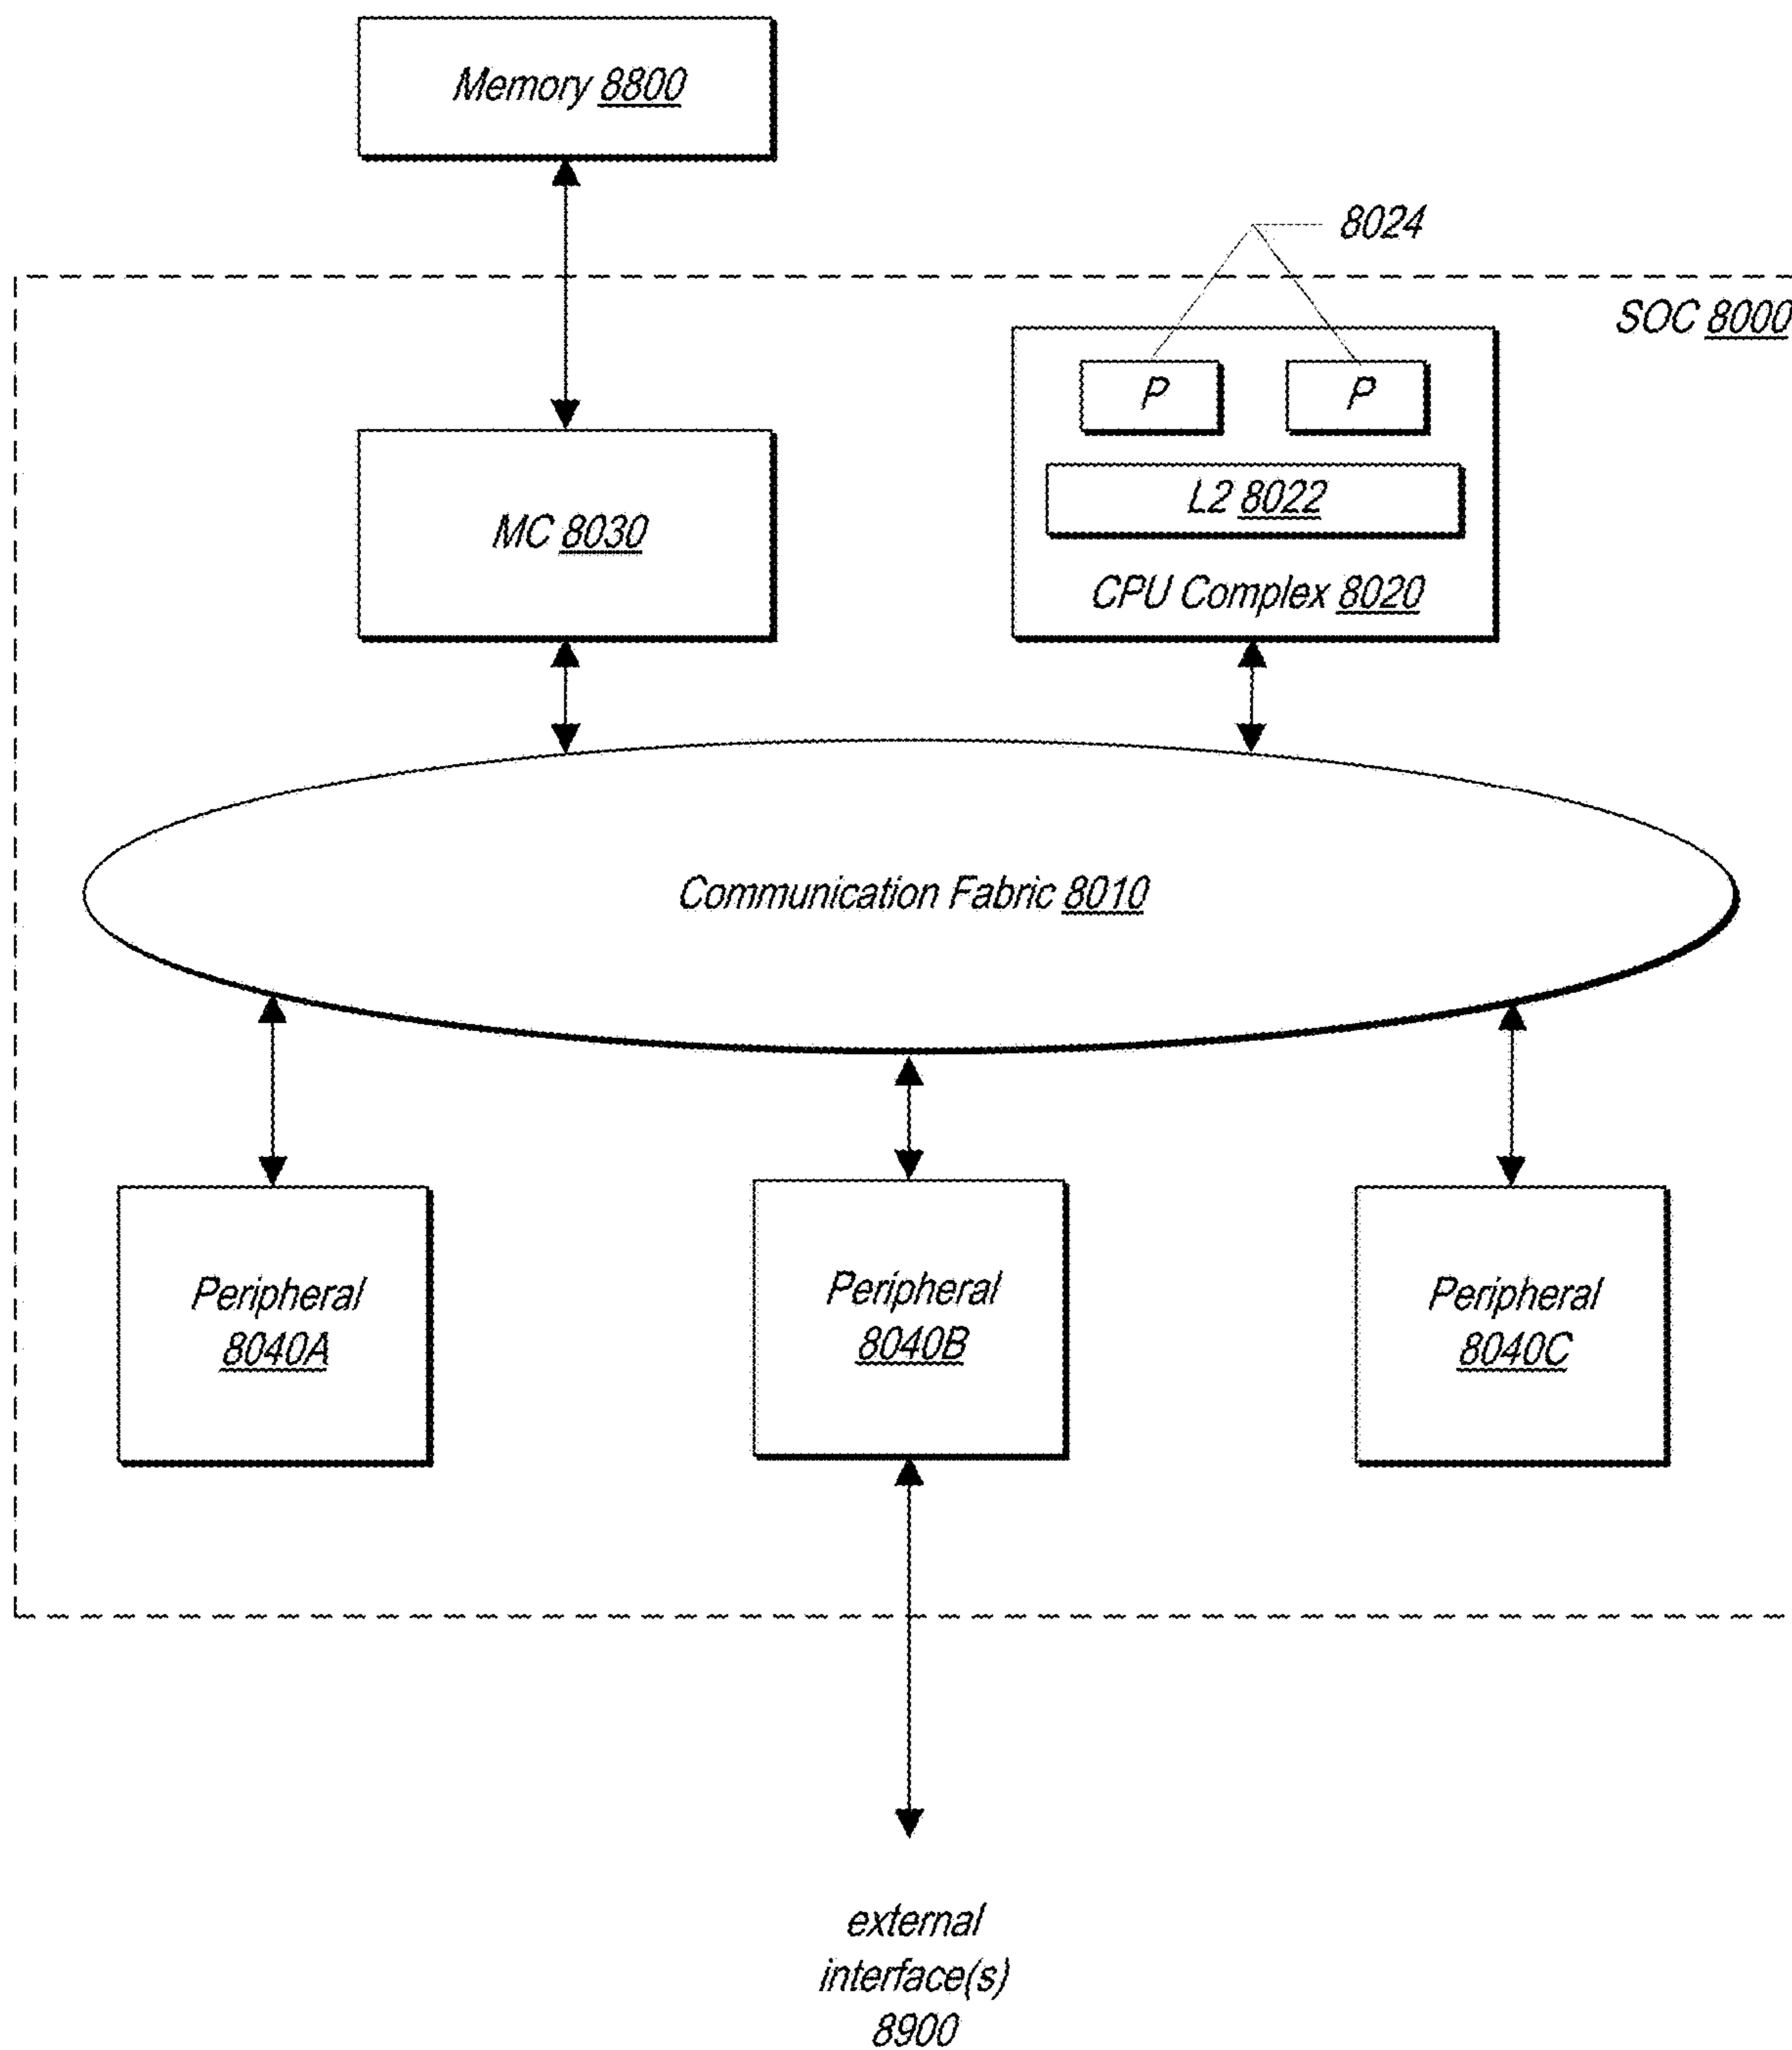 Memory 8800
8024
SOC 8000
P P
L2 8022
MC 8030
CPU Complex 8020
Communication Fabric 8010
Peripheral
8040A
Peripheral
8040B
Peripheral
8040C
external
interface(s)
8900